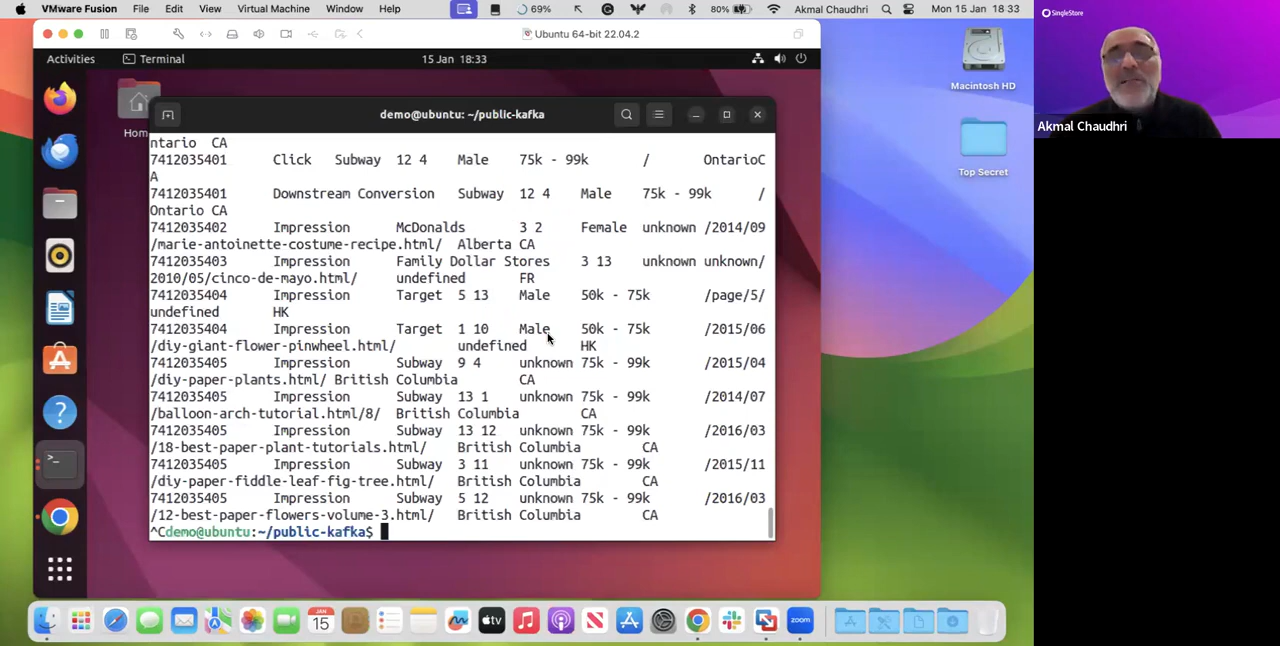 VMware Fusion File Edit View Virtual Machine Window Help 69% 80% Akmal Chaudhri Mon 15 Jan 18:33
SingleStore
Ubuntu 64-bit 22.04.2
Activities Terminal 15 Jan 18:33
Hom
demo@ubuntu: ~/public-kafka
Macintosh HD
Top Secret
Akmal Chaudhri
ntario CA
7412035401 Click Subway 12 4 Male 75k - 99k / OntarioC
A
7412035401 Downstream Conversion Subway 12 4 Male 75k - 99k /
Ontario CA
7412035402 Impression McDonalds 3 2 Female unknown /2014/09
/marie-antoinette-costume-recipe.html/ Alberta CA
7412035403 Impression Family Dollar Stores 3 13 unknown unknown/
2010/05/cinco-de-mayo.html/ undefined FR
7412035404 Impression Target 5 13 Male 50k - 75k /page/5/
undefined HK
7412035404 Impression Target 1 10 Male 50k - 75k /2015/06
/diy-giant-flower-pinwheel.html/ undefined HK
7412035405 Impression Subway 9 4 unknown 75k - 99k /2015/04
/diy-paper-plants.html/ British Columbia CA
7412035405 Impression Subway 13 1 unknown 75k - 99k /2014/07
/balloon-arch-tutorial.html/8/ British Columbia CA
7412035405 Impression Subway 13 12 unknown 75k - 99k /2016/03
/18-best-paper-plant-tutorials.html/ British Columbia CA
7412035405 Impression Subway 3 11 unknown 75k - 99k /2015/11
/diy-paper-fiddle-leaf-fig-tree.html/ British Columbia CA
7412035405 Impression Subway 5 12 unknown 75k - 99k /2016/03
/12-best-paper-flowers-volume-3.html/ British Columbia CA
^Cdemo@ubuntu:~/public-kafka$
JAN
15
tv
zoom